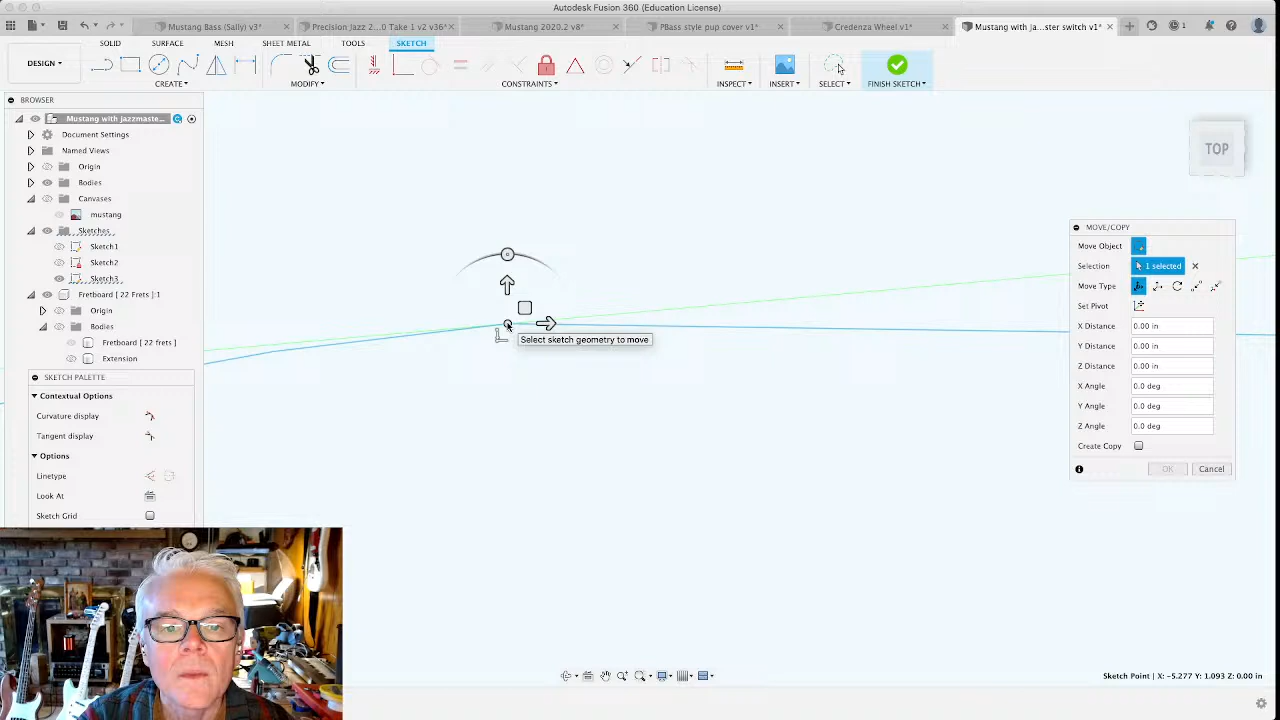 Autodesk Fusion 360 (Education License)
Mustang Bass (Sally) v3*
Precision Jazz 2...0 Take 1 v2 v36*
Mustang 2020.2 v8*
PBass style pup cover v1*
Credenza Wheel v1*
Mustang with Ja...ster switch v1*
1
SOLID
SURFACE
MESH
SHEET METAL
TOOLS
SKETCH
DESIGN
CREATE
MODIFY
CONSTRAINTS
INSPECT
INSERT
SELECT
FINISH SKETCH
BROWSER
Mustang with Jazzmaste...
Document Settings
Named Views
Origin
Bodies
Canvases
mustang
Sketches
Sketch1
Sketch2
Sketch3
Fretboard [ 22 Frets ]:1
Origin
Bodies
Fretboard [ 22 frets ]
Extension
SKETCH PALETTE
Contextual Options
Curvature display
Tangent display
Options
Linetype
Look At
Sketch Grid
Select sketch geometry to move
TOP
MOVE/COPY
Move Object
Selection 1 selected
Move Type
Set Pivot
X Distance 0.00 in
Y Distance 0.00 in
Z Distance 0.00 in
X Angle 0.0 deg
Y Angle 0.0 deg
Z Angle 0.0 deg
Create Copy
OK Cancel
Sketch Point | X: -5.277 Y: 1.093 Z: 0.00 in